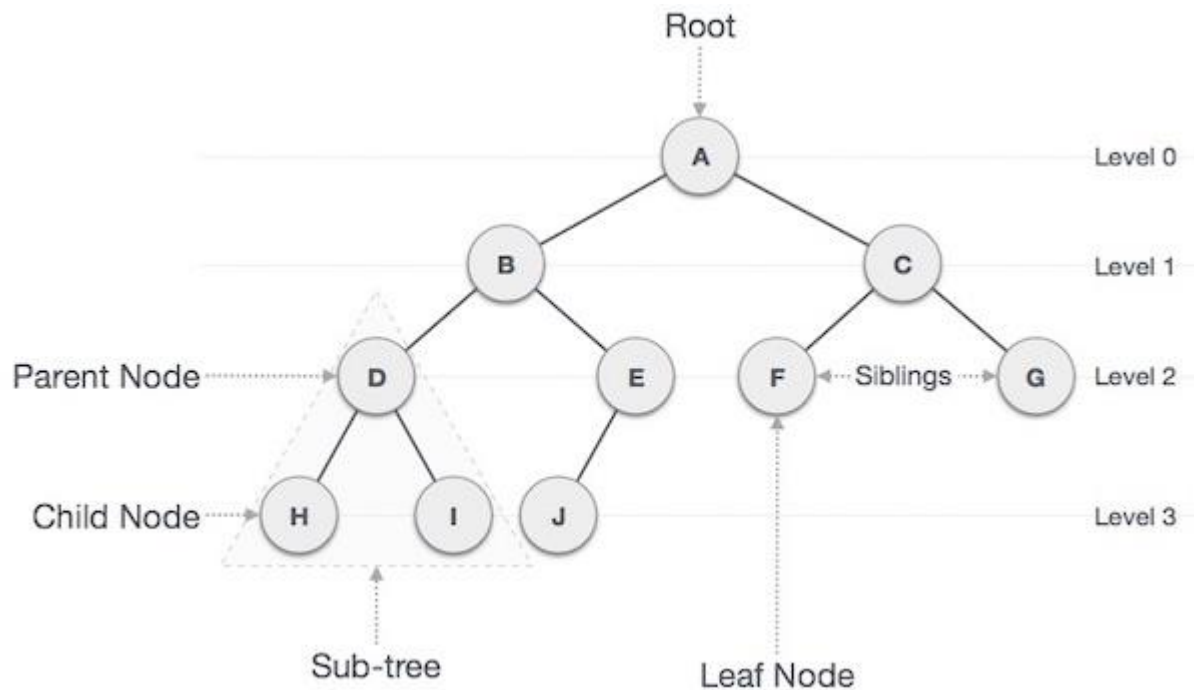 Root
A
Level 0
B
C
Level 1
Parent Node
D
E
F
Siblings
G
Level 2
Child Node
H
I
J
Level 3
Sub-tree
Leaf Node